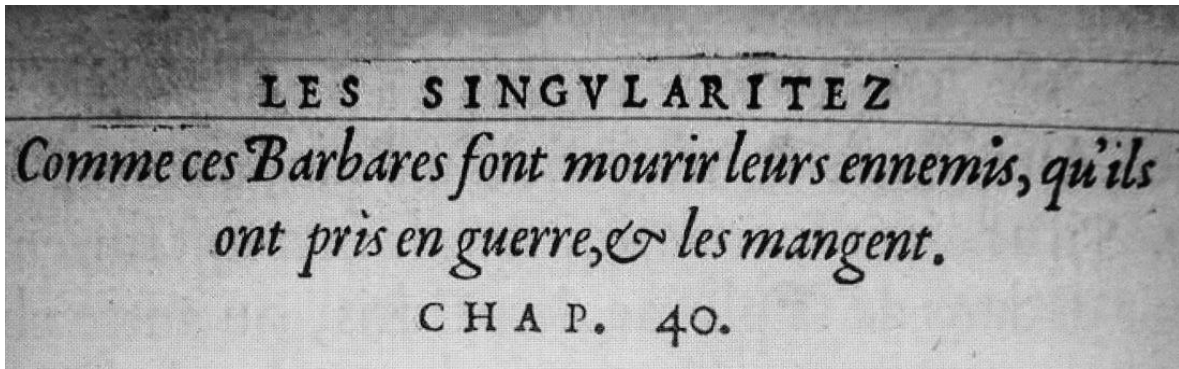 LES SINGVLARITEZ
Comme ces Barbares font mourir leurs ennemis, qu'ils
ont pris en guerre, & les mangent.
CHAP. 40.